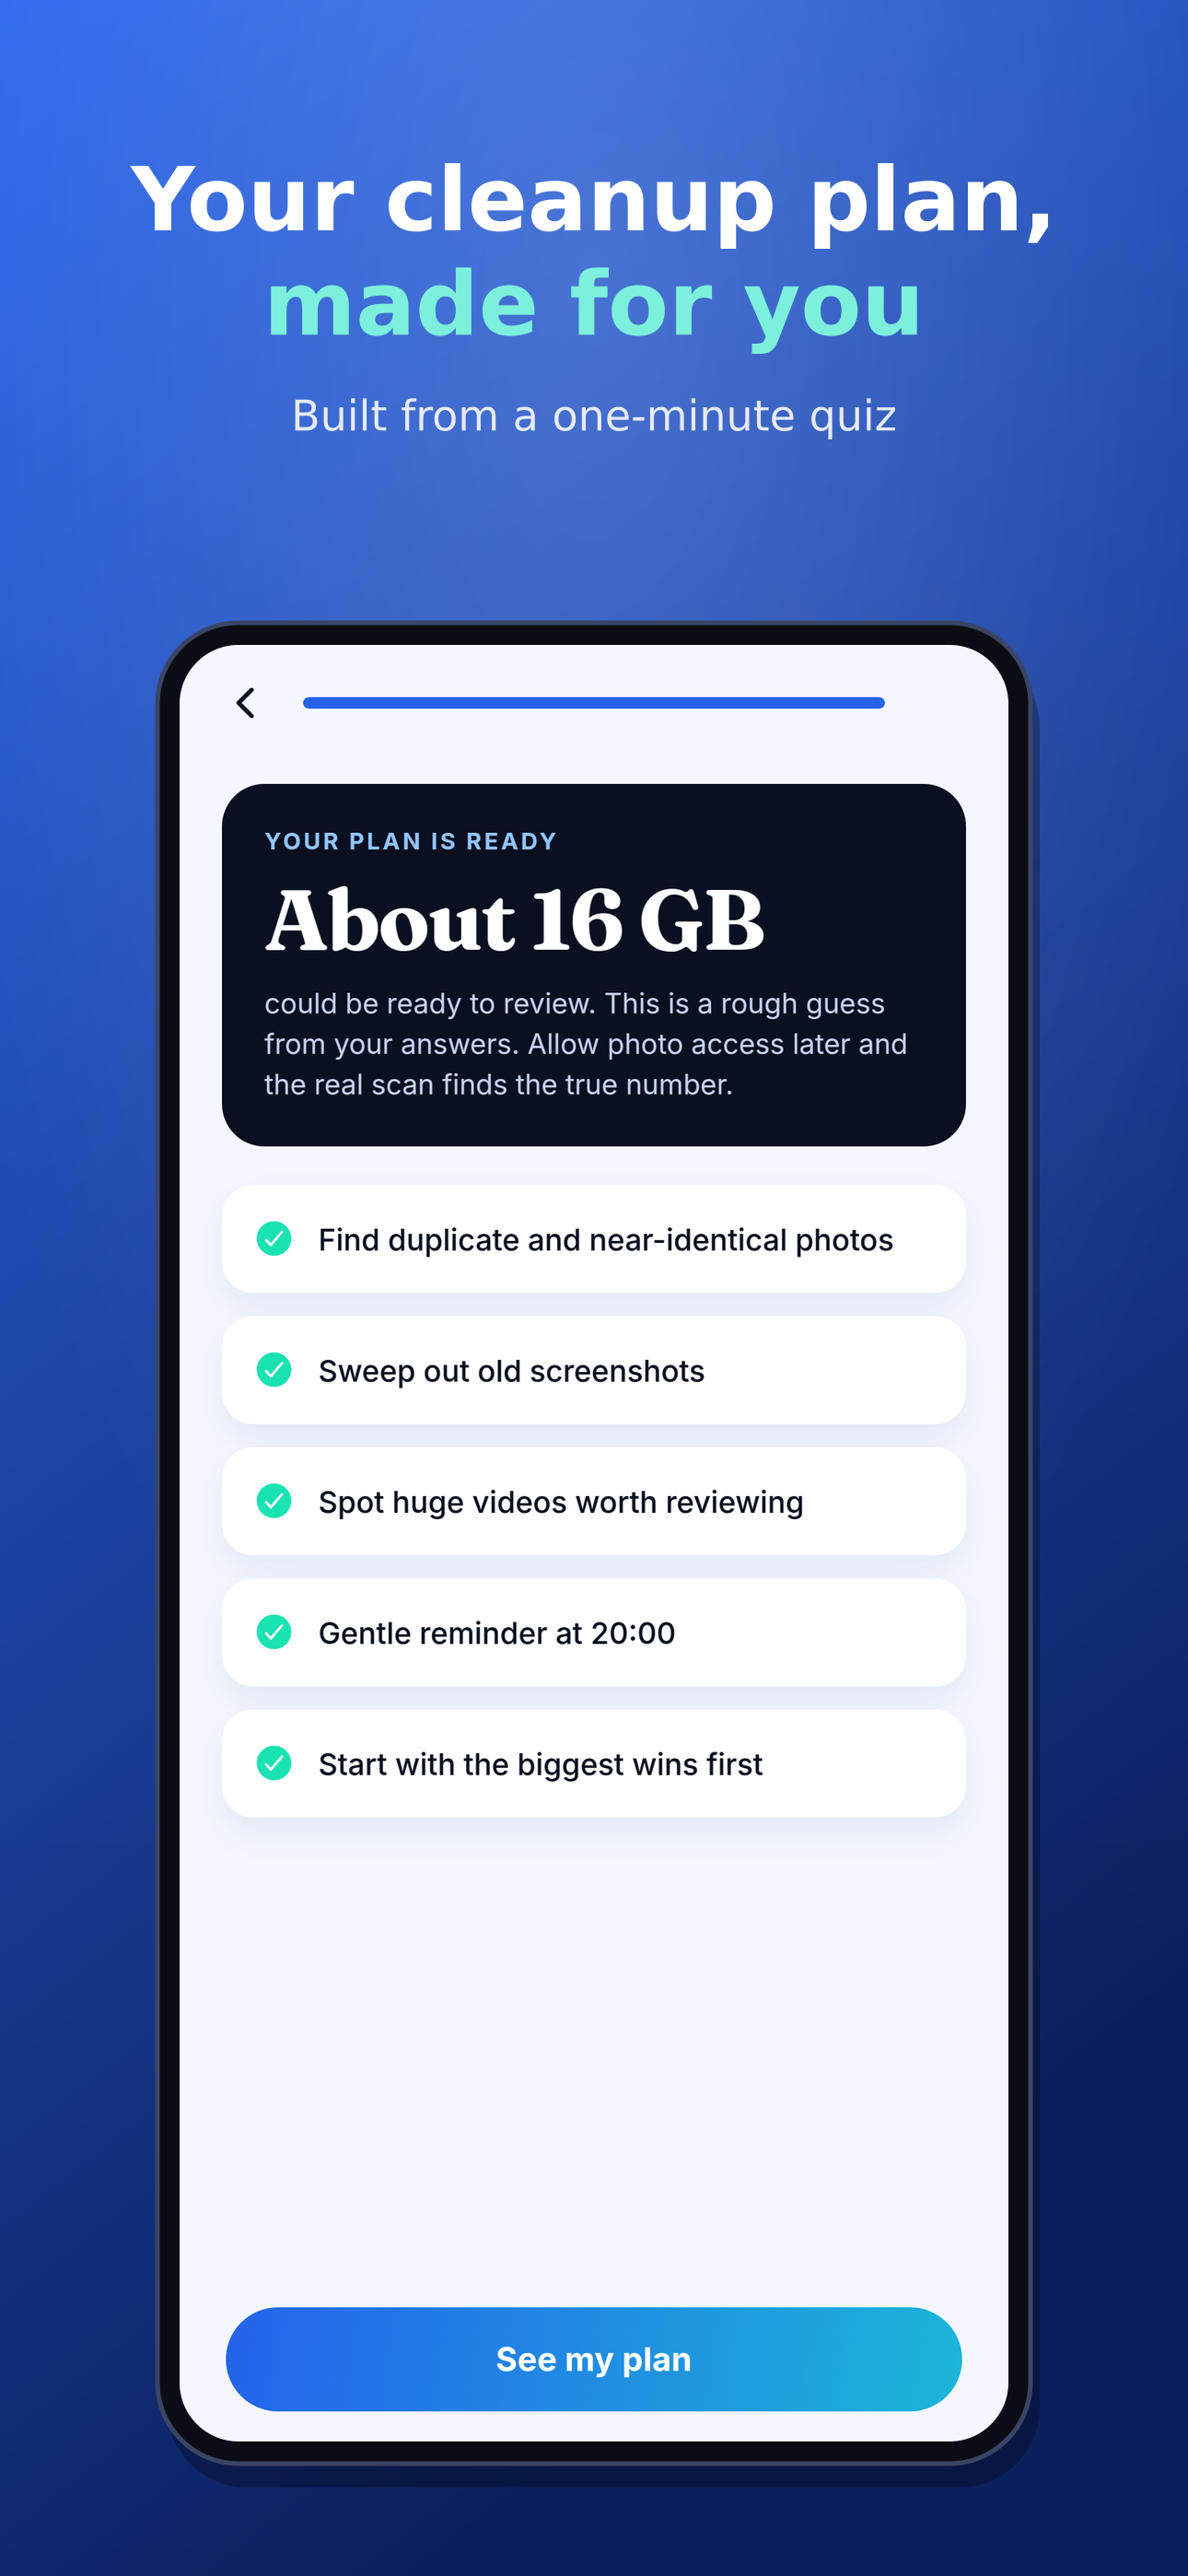 Your cleanup plan,
made for you
Built from a one-minute quiz
YOUR PLAN IS READY
About 16 GB
could be ready to review. This is a rough guess
from your answers. Allow photo access later and
the real scan finds the true number.
Find duplicate and near-identical photos
Sweep out old screenshots
Spot huge videos worth reviewing
Gentle reminder at 20:00
Start with the biggest wins first
See my plan